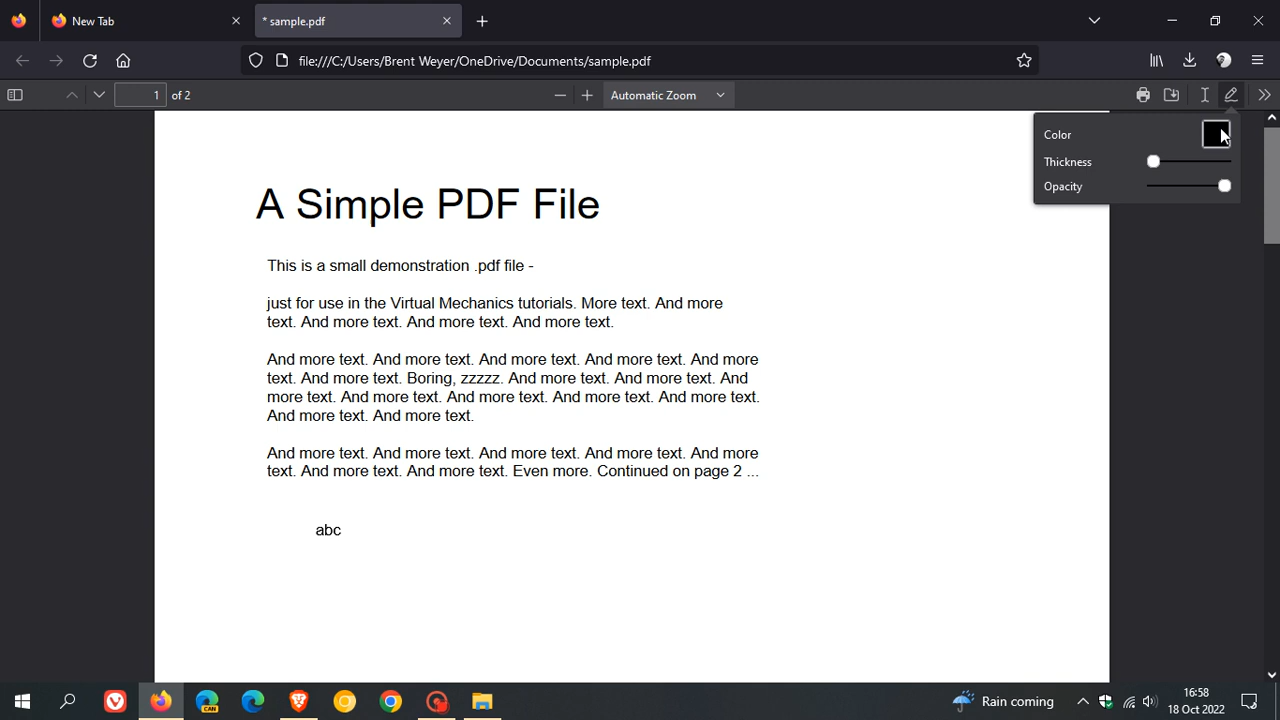 New Tab
* sample.pdf
file:///C:/Users/Brent Weyer/OneDrive/Documents/sample.pdf
1 of 2
Automatic Zoom
Color
Thickness
Opacity
A Simple PDF File
This is a small demonstration .pdf file -
just for use in the Virtual Mechanics tutorials. More text. And more
text. And more text. And more text. And more text.
And more text. And more text. And more text. And more text. And more
text. And more text. Boring, zzzzz. And more text. And more text. And
more text. And more text. And more text. And more text. And more text.
And more text. And more text.
And more text. And more text. And more text. And more text. And more
text. And more text. And more text. Even more. Continued on page 2 ...
abc
CAN
Rain coming
16:58
18 Oct 2022